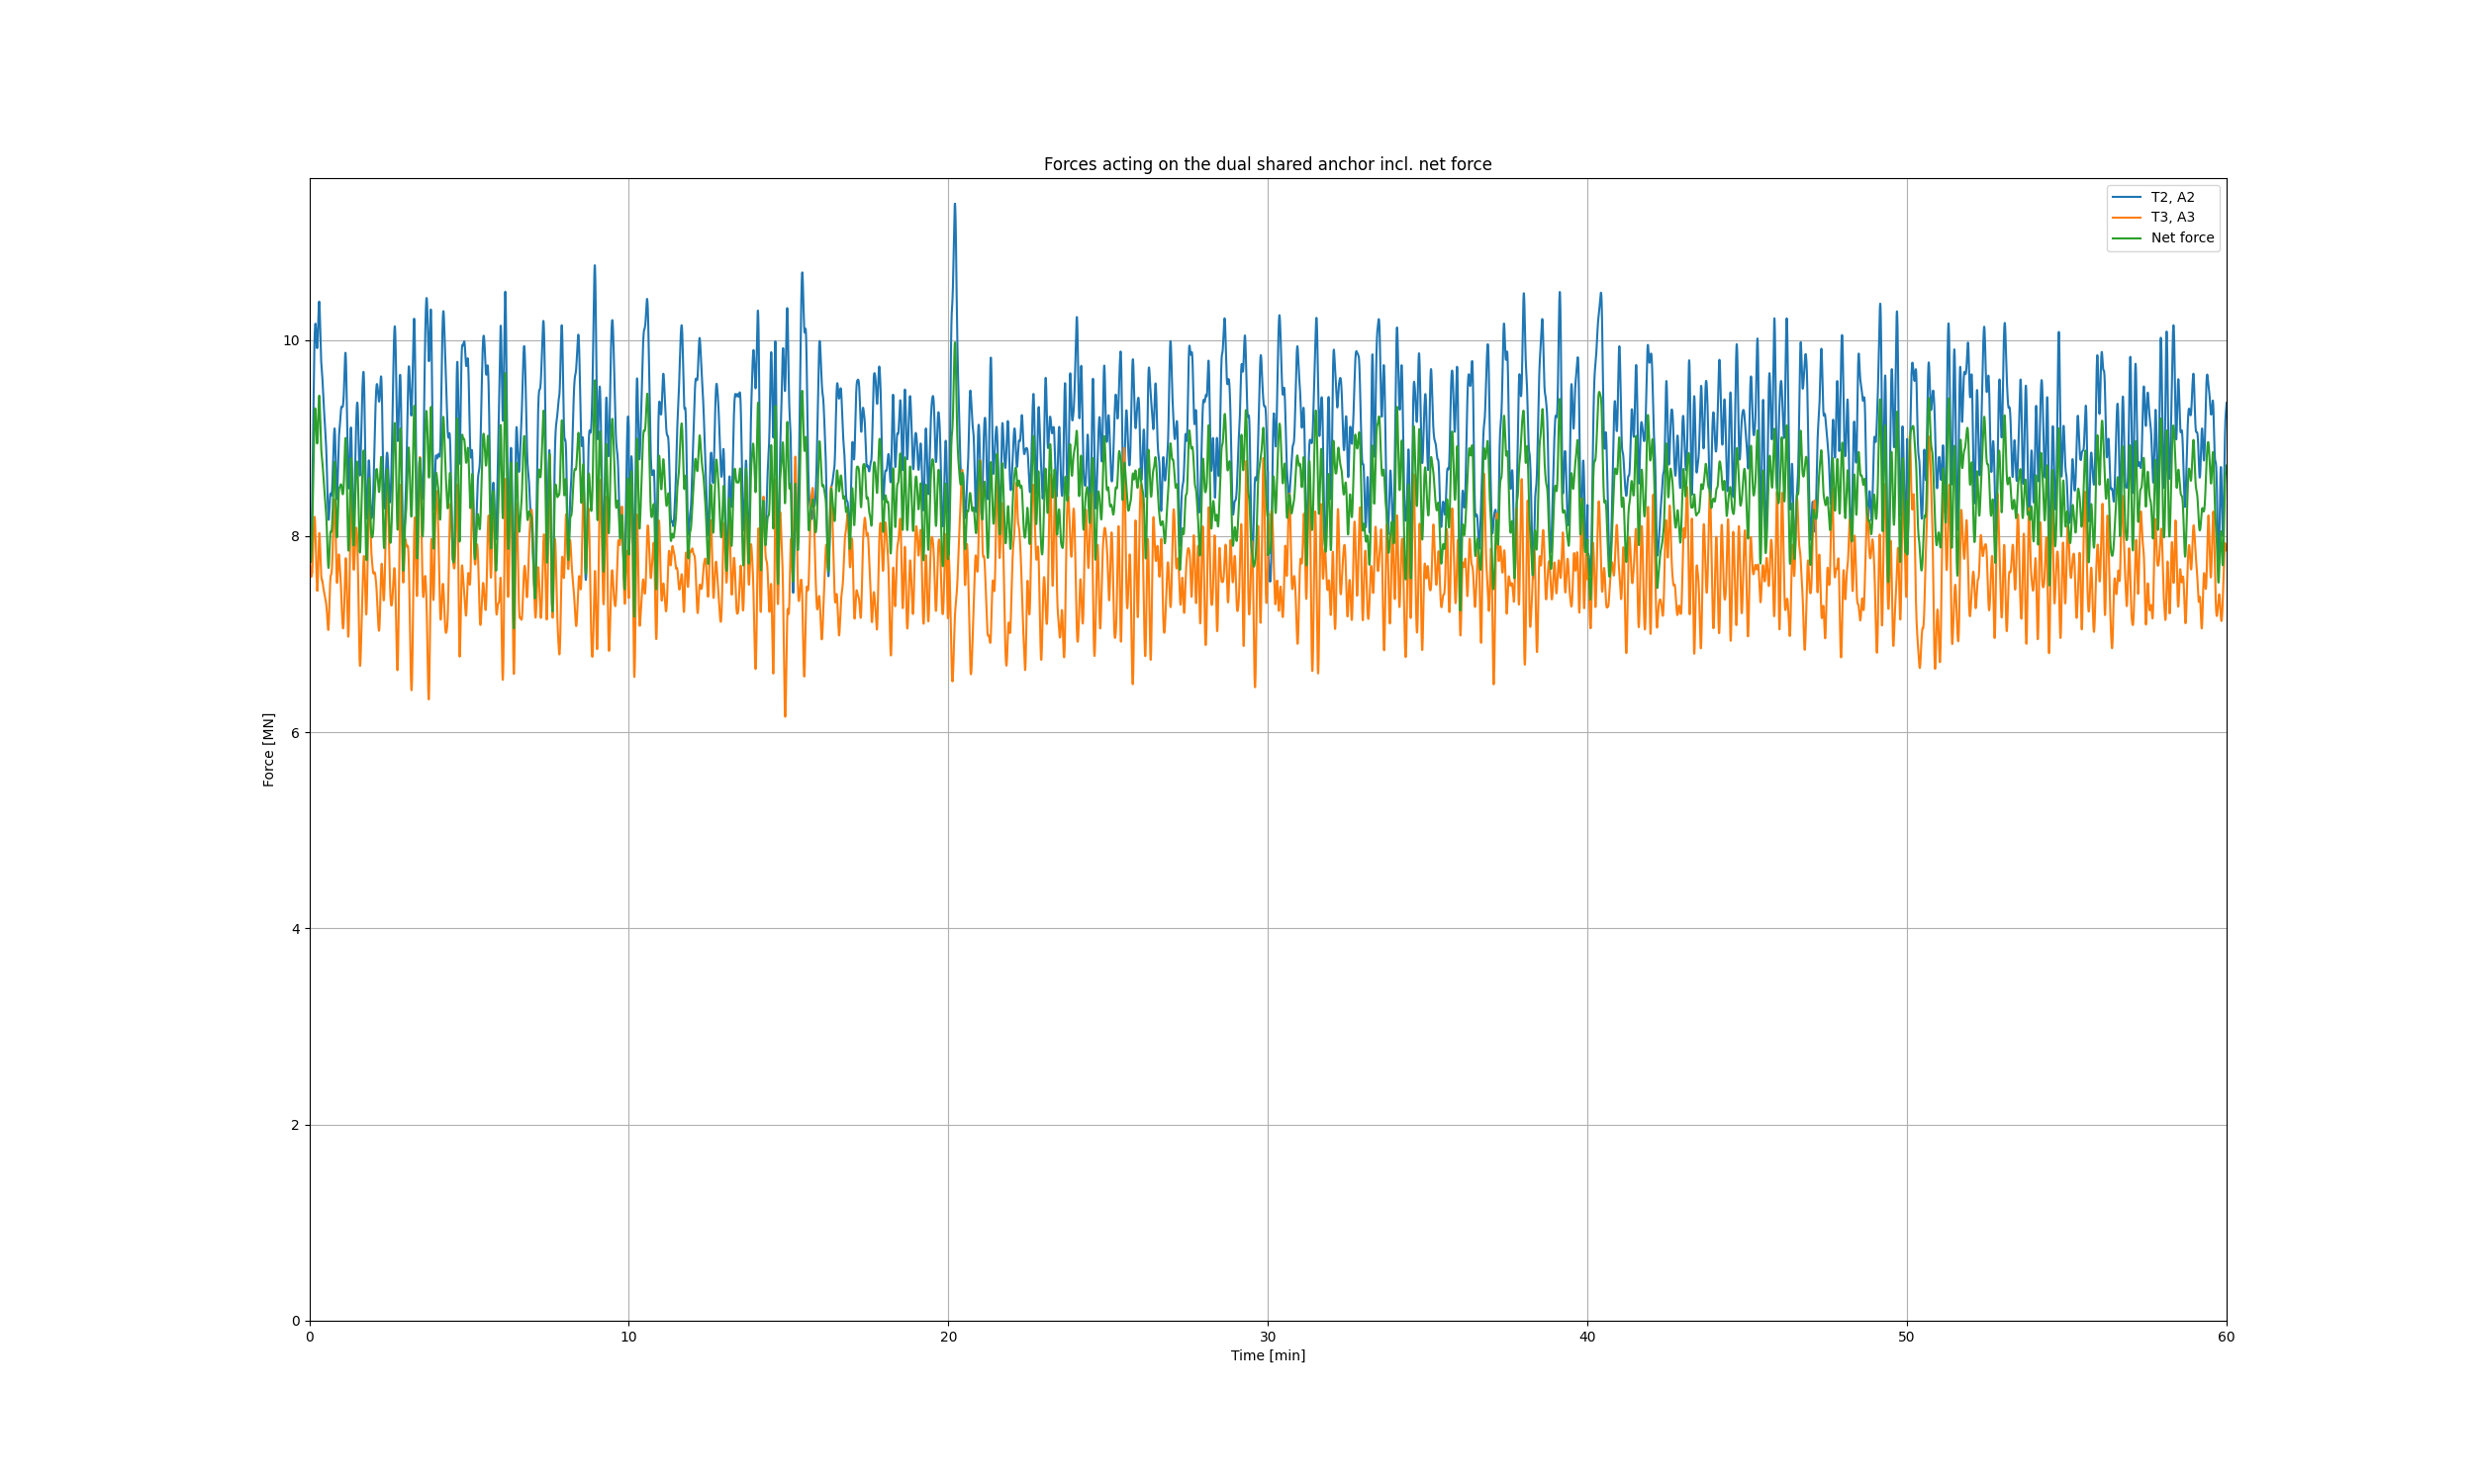 Forces acting on the dual shared anchor incl. net force
T2, A2
T3, A3
Net force
10
8
6
4
2
0
Force [MN]
0 10 20 30 40 50 60
Time [min]